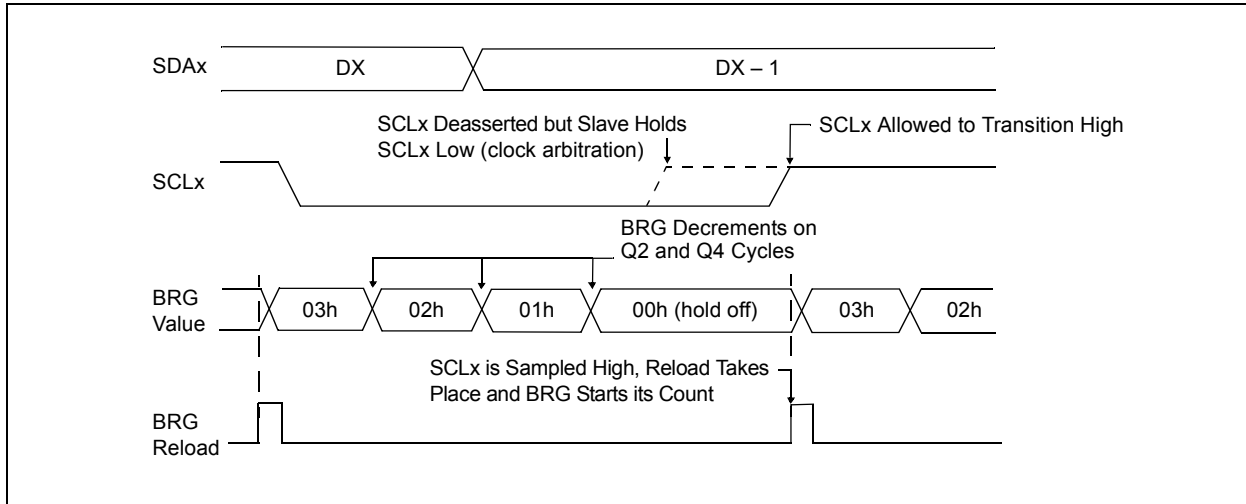 SDAx
DX
DX – 1
SCLx Deasserted but Slave Holds
SCLx Low (clock arbitration)
SCLx Allowed to Transition High
SCLx
BRG Decrements on
Q2 and Q4 Cycles
BRG
Value
03h
02h
01h
00h (hold off)
03h
02h
SCLx is Sampled High, Reload Takes
Place and BRG Starts its Count
BRG
Reload